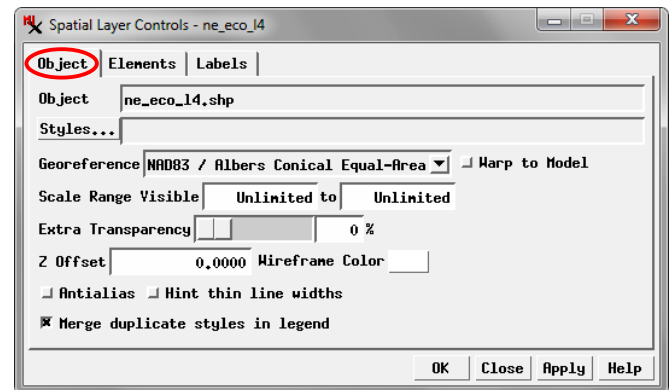 Spatial Layer Controls - ne_eco_l4
Object Elements Labels
Object ne_eco_l4.shp
Styles...
Georeference NAD83 / Albers Conical Equal-Area Warp to Model
Scale Range Visible Unlimited to Unlimited
Extra Transparency 0 %
Z Offset 0.0000 Wireframe Color
Antialias Hint thin line widths
Merge duplicate styles in legend
OK Close Apply Help